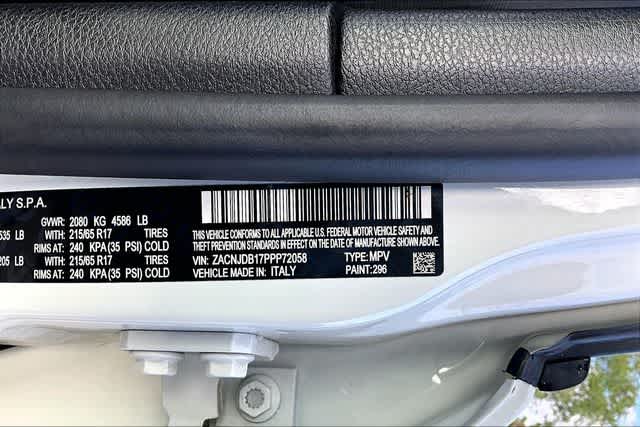 LY S.P.A.
GVWR: 2080 KG 4586 LB
535 LB WITH: 215/65 R17 TIRES
RIMS AT: 240 KPA(35 PSI) COLD
205 LB WITH: 215/65 R17 TIRES
RIMS AT: 240 KPA(35 PSI) COLD
THIS VEHICLE CONFORMS TO ALL APPLICABLE U.S. FEDERAL MOTOR VEHICLE SAFETY AND
THEFT PREVENTION STANDARDS IN EFFECT ON THE DATE OF MANUFACTURE SHOWN ABOVE.
VIN: ZACNJDB17PPP72058 TYPE: MPV
VEHICLE MADE IN: ITALY PAINT: 296